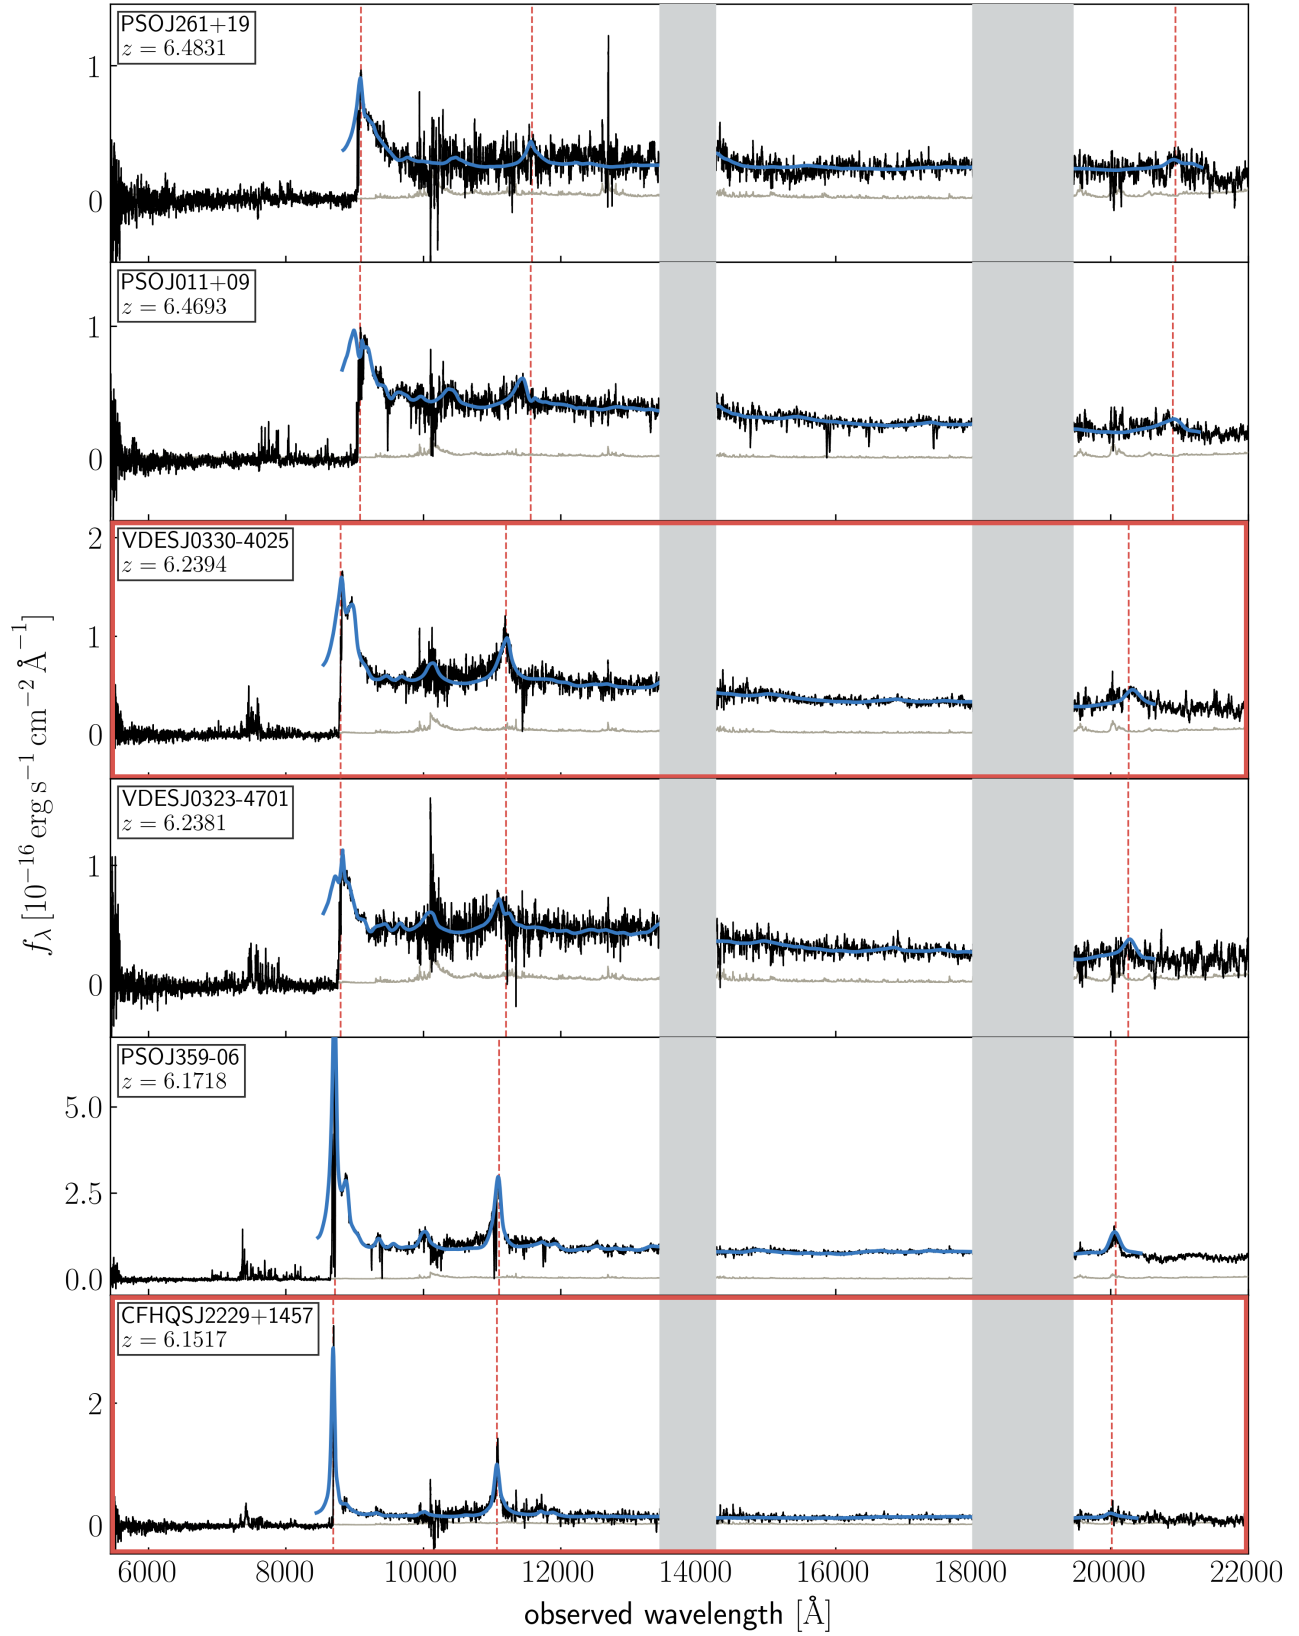 PSOJ261+19
z = 6.4831
1
0
PSOJ011+09
z = 6.4693
1
0
VDESJ0330-4025
z = 6.2394
2
1
0
VDESJ0323-4701
z = 6.2381
1
0
PSOJ359-06
z = 6.1718
5.0
2.5
0.0
CFHQSJ2229+1457
z = 6.1517
2
0
fλ [10⁻¹⁶ erg s⁻¹ cm⁻² Å⁻¹]
6000 8000 10000 12000 14000 16000 18000 20000 22000
observed wavelength [Å]